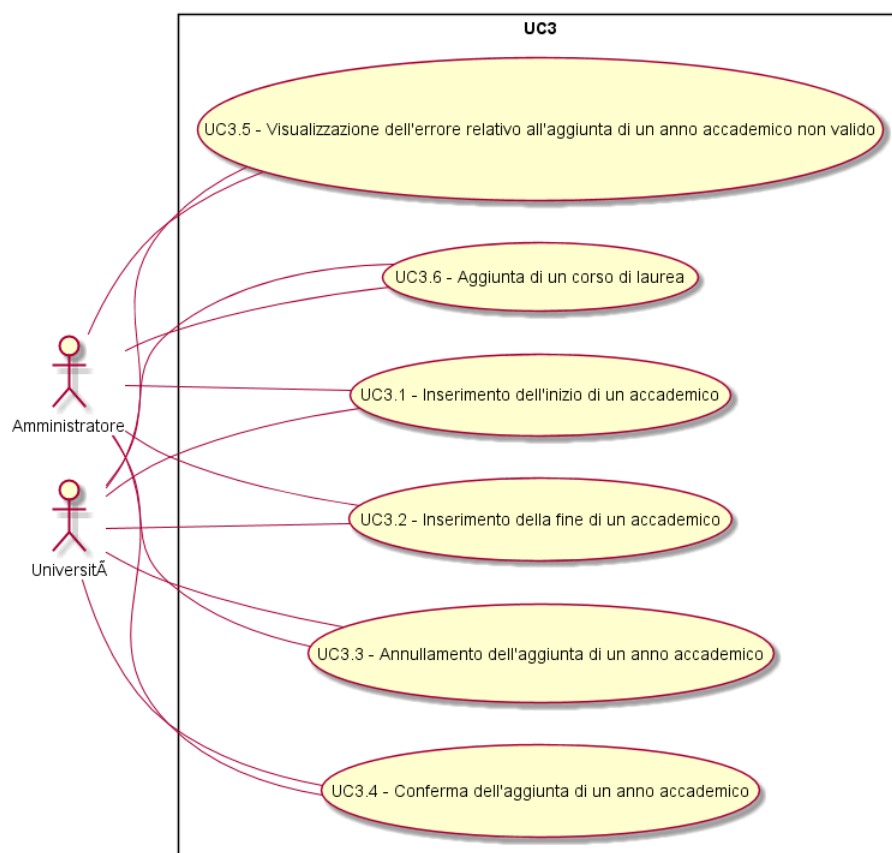 UC3
UC3.5 - Visualizzazione dell'errore relativo all'aggiunta di un anno accademico non valido
UC3.6 - Aggiunta di un corso di laurea
Amministratore
UC3.1 - Inserimento dell'inizio di un accademico
UC3.2 - Inserimento della fine di un accademico
UniversitÃ
UC3.3 - Annullamento dell'aggiunta di un anno accademico
UC3.4 - Conferma dell'aggiunta di un anno accademico